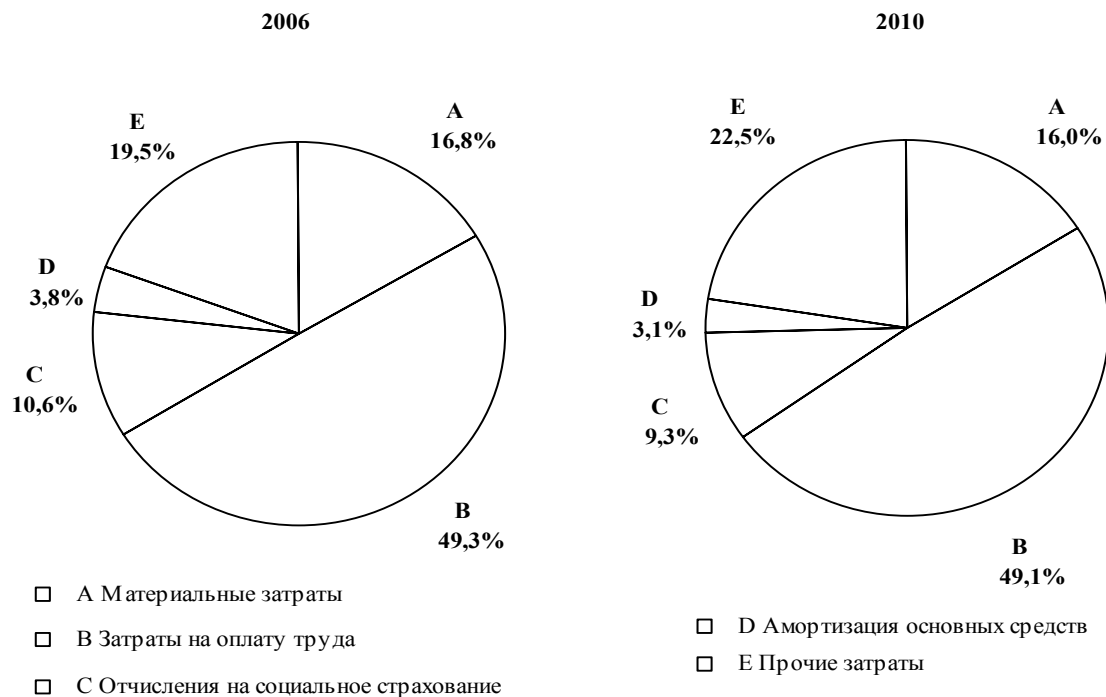 2006
A
16,8%
B
49,3%
C
10,6%
D
3,8%
E
19,5%
2010
A
16,0%
B
49,1%
C
9,3%
D
3,1%
E
22,5%
A Материальные затраты
B Затраты на оплату труда
C Отчисления на социальное страхование
D Амортизация основных средств
E Прочие затраты